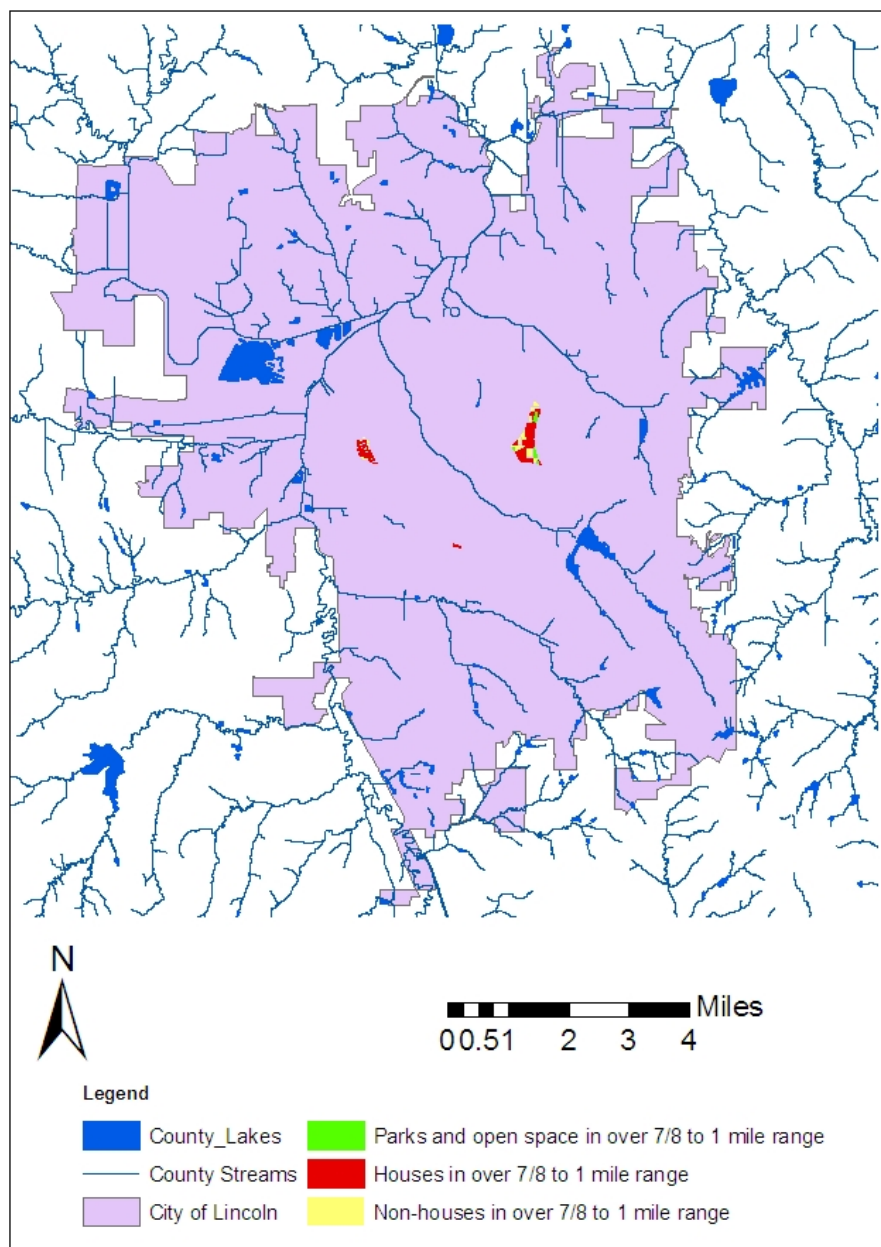 N
Miles
0 0.5 1 2 3 4
Legend
County_Lakes
County Streams
City of Lincoln
Parks and open space in over 7/8 to 1 mile range
Houses in over 7/8 to 1 mile range
Non-houses in over 7/8 to 1 mile range